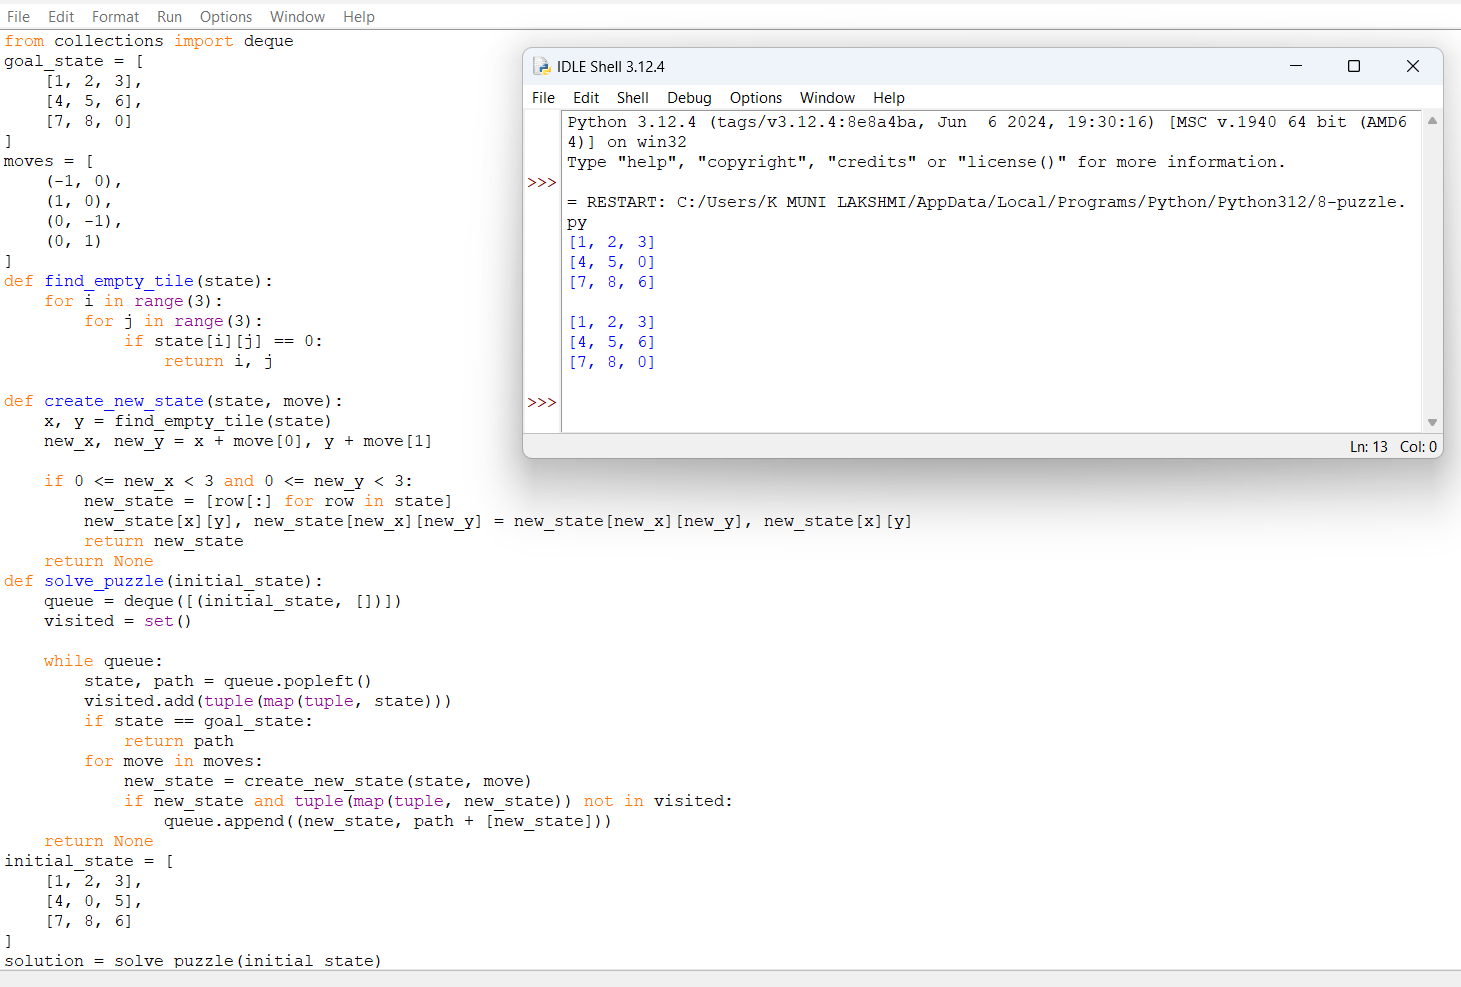 File Edit Format Run Options Window Help
from collections import deque
goal_state = [
    [1, 2, 3],
    [4, 5, 6],
    [7, 8, 0]
]
moves = [
    (-1, 0),
    (1, 0),
    (0, -1),
    (0, 1)
]
def find_empty_tile(state):
    for i in range(3):
        for j in range(3):
            if state[i][j] == 0:
                return i, j

def create_new_state(state, move):
    x, y = find_empty_tile(state)
    new_x, new_y = x + move[0], y + move[1]

    if 0 <= new_x < 3 and 0 <= new_y < 3:
        new_state = [row[:] for row in state]
        new_state[x][y], new_state[new_x][new_y] = new_state[new_x][new_y], new_state[x][y]
        return new_state
    return None
def solve_puzzle(initial_state):
    queue = deque([(initial_state, [])])
    visited = set()

    while queue:
        state, path = queue.popleft()
        visited.add(tuple(map(tuple, state)))
        if state == goal_state:
            return path
        for move in moves:
            new_state = create_new_state(state, move)
            if new_state and tuple(map(tuple, new_state)) not in visited:
                queue.append((new_state, path + [new_state]))
    return None
initial_state = [
    [1, 2, 3],
    [4, 0, 5],
    [7, 8, 6]
]
solution = solve_puzzle(initial_state)
IDLE Shell 3.12.4
File Edit Shell Debug Options Window Help
Python 3.12.4 (tags/v3.12.4:8e8a4ba, Jun  6 2024, 19:30:16) [MSC v.1940 64 bit (AMD6
4)] on win32
Type "help", "copyright", "credits" or "license()" for more information.
>>>
= RESTART: C:/Users/K MUNI LAKSHMI/AppData/Local/Programs/Python/Python312/8-puzzle.
py
[1, 2, 3]
[4, 5, 0]
[7, 8, 6]

[1, 2, 3]
[4, 5, 6]
[7, 8, 0]

>>>
Ln: 13 Col: 0